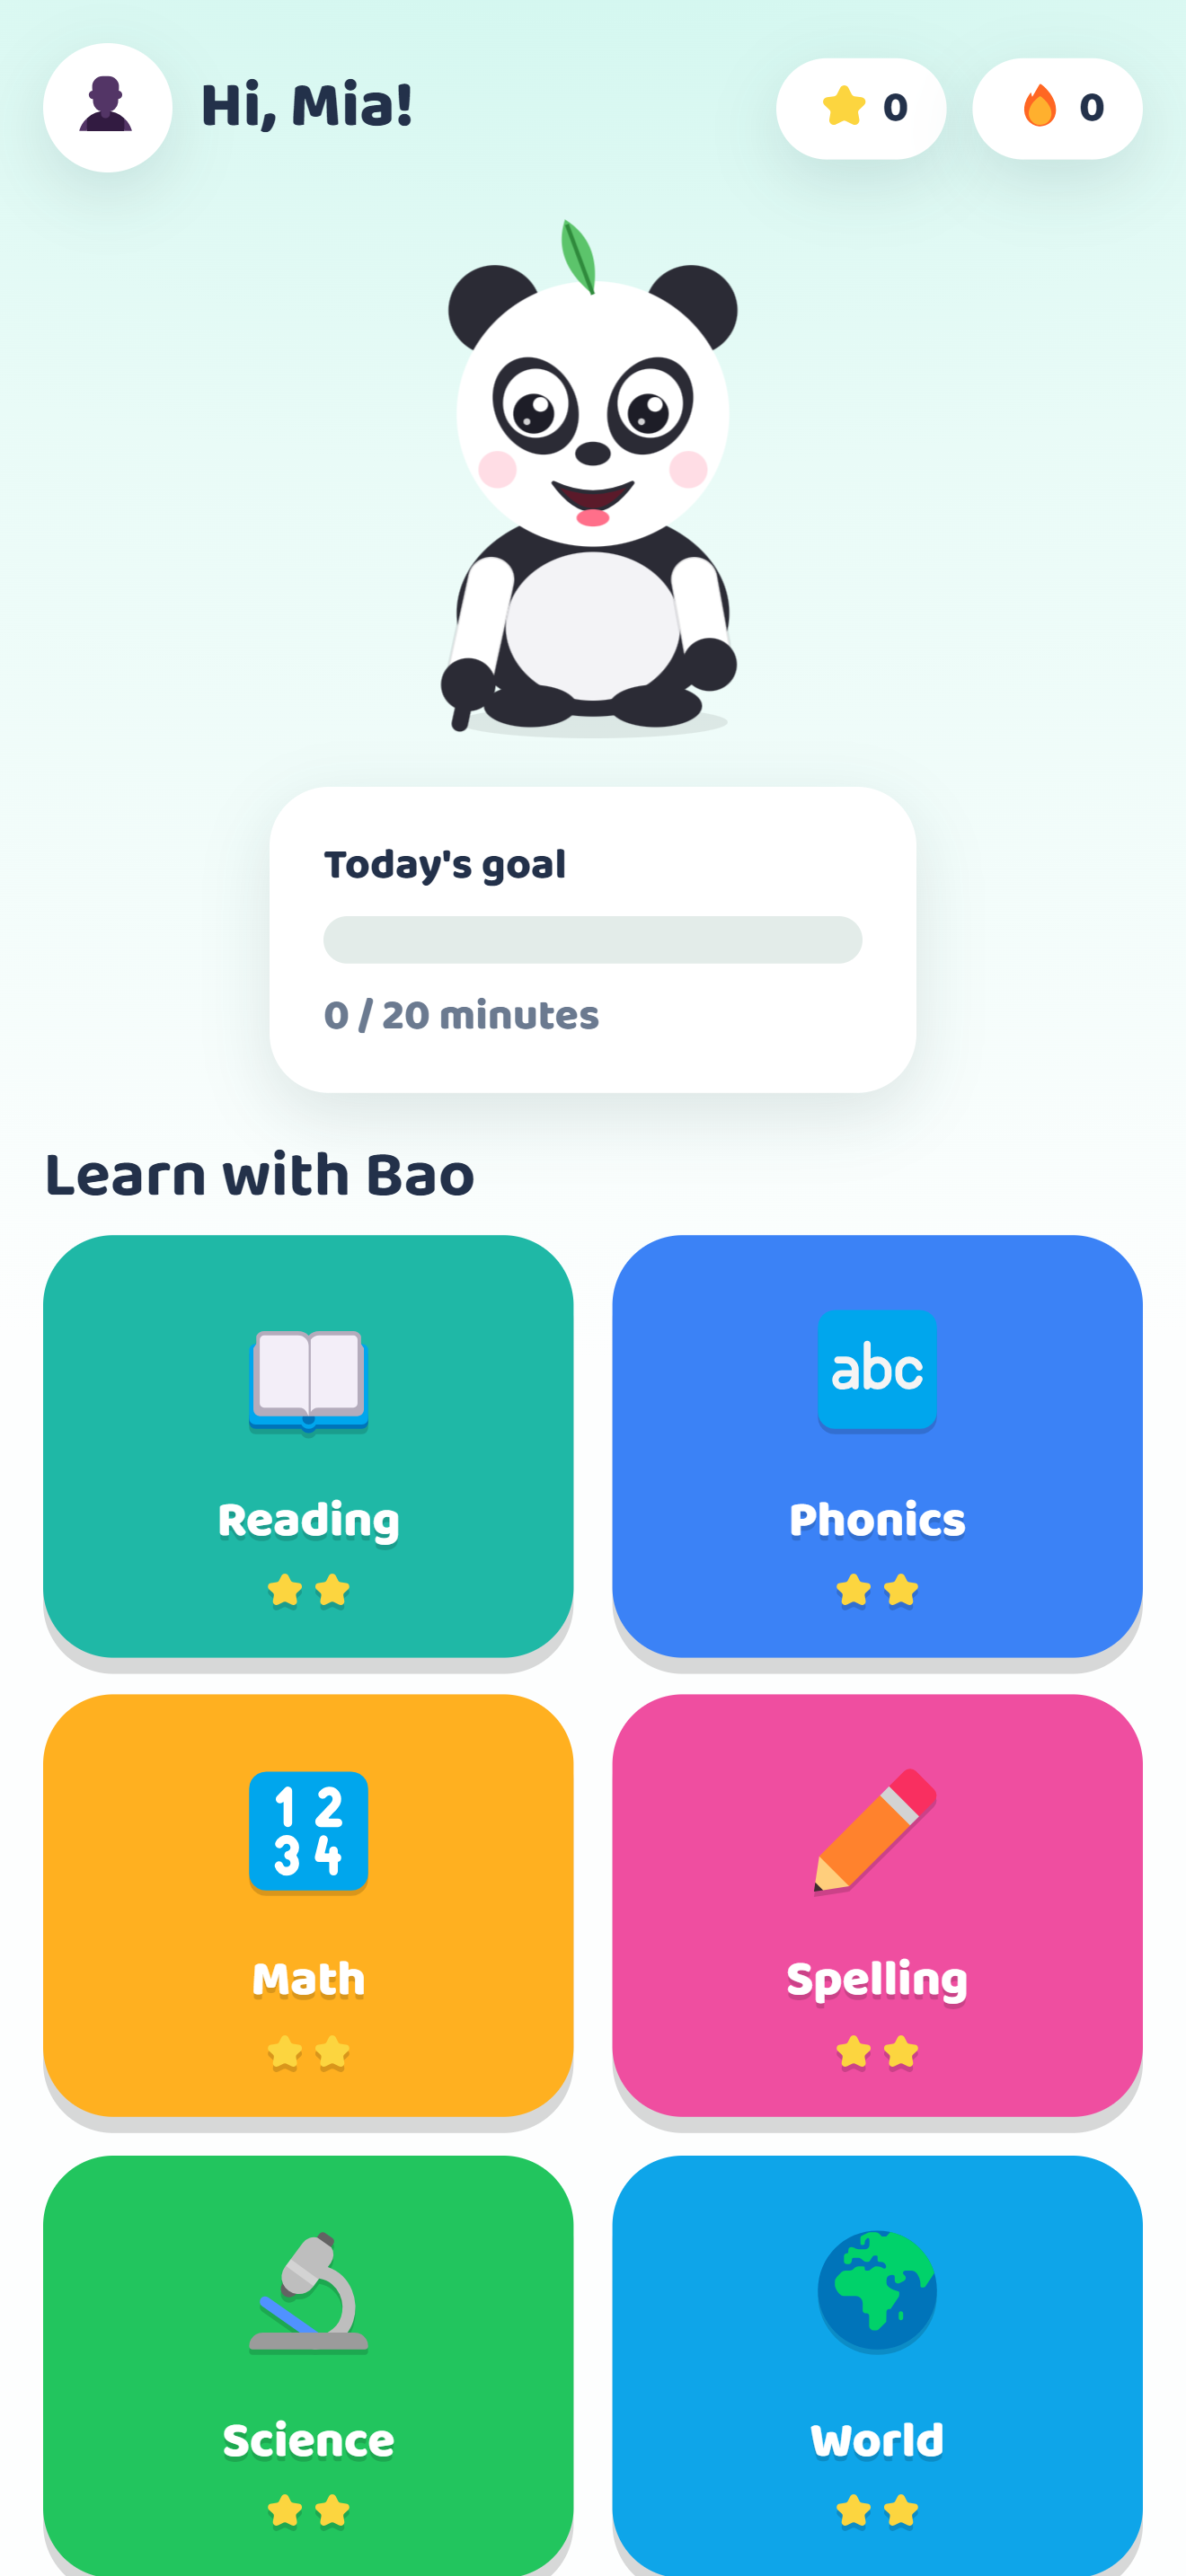 Hi, Mia!
0
0
Today's goal
0 / 20 minutes
Learn with Bao
abc
Reading
Phonics
1 2
3 4
Math
Spelling
Science
World